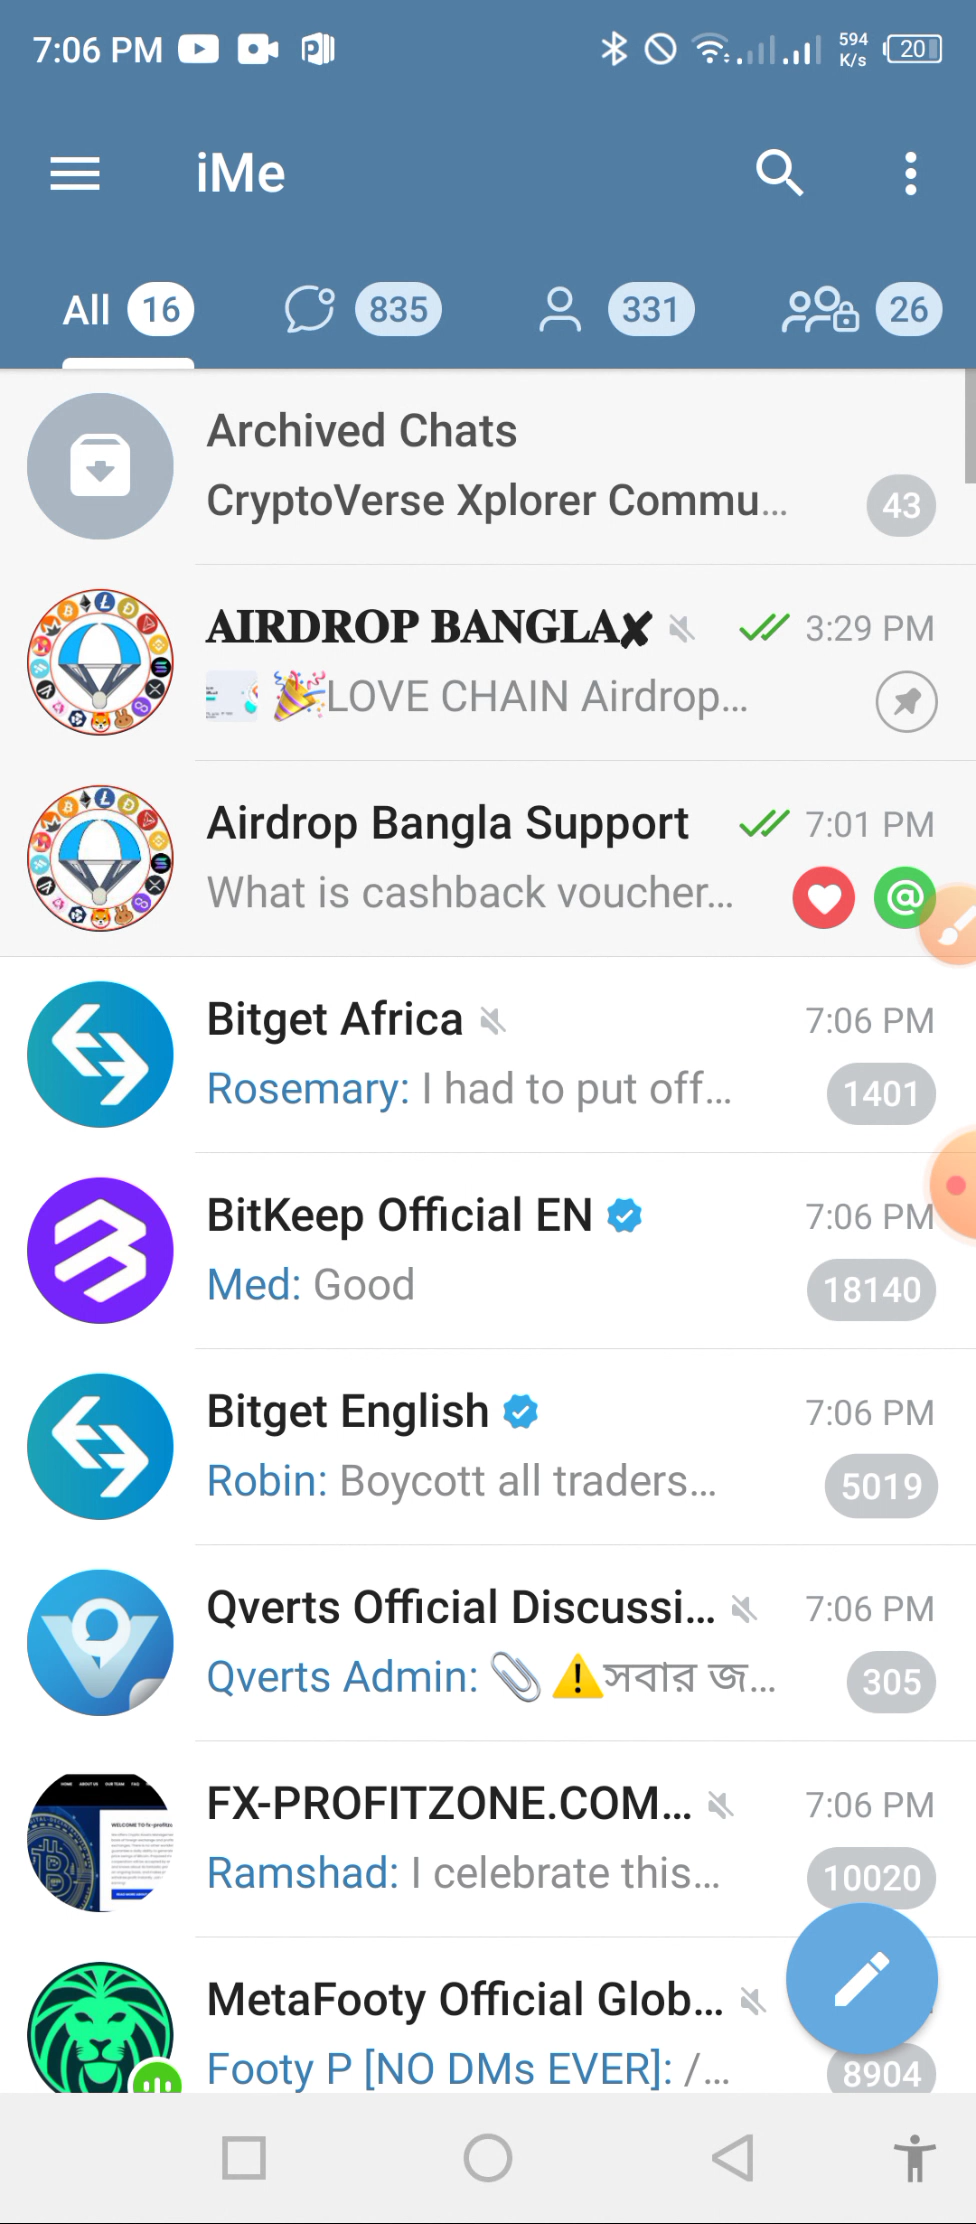 7:06 PM
594 K/s
20
iMe
All 16
835
331
26
Archived Chats
CryptoVerse Xplorer Commu...
43
AIRDROP BANGLA✘
3:29 PM
🎉LOVE CHAIN Airdrop...
Airdrop Bangla Support
7:01 PM
What is cashback voucher...
Bitget Africa
7:06 PM
Rosemary: I had to put off...
1401
BitKeep Official EN
7:06 PM
Med: Good
18140
Bitget English
7:06 PM
Robin: Boycott all traders...
5019
Qverts Official Discussi...
7:06 PM
Qverts Admin: 📎 ⚠️সবার জ...
305
FX-PROFITZONE.COM...
7:06 PM
Ramshad: I celebrate this...
10020
MetaFooty Official Glob...
Footy P [NO DMs EVER]: /...
8904